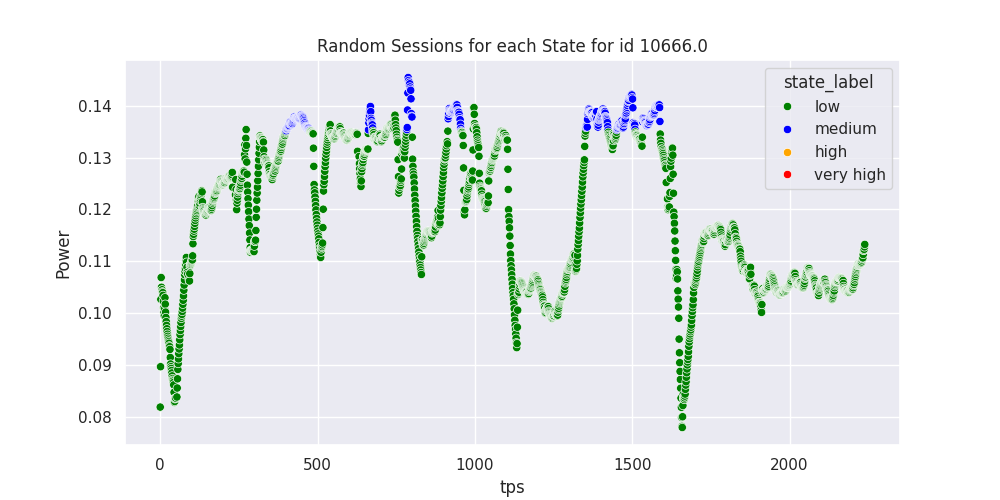 Random Sessions for each State for id 10666.0
state_label
low
medium
high
very high
0.14
0.13
0.12
0.11
0.10
0.09
0.08
Power
0 500 1000 1500 2000
tps